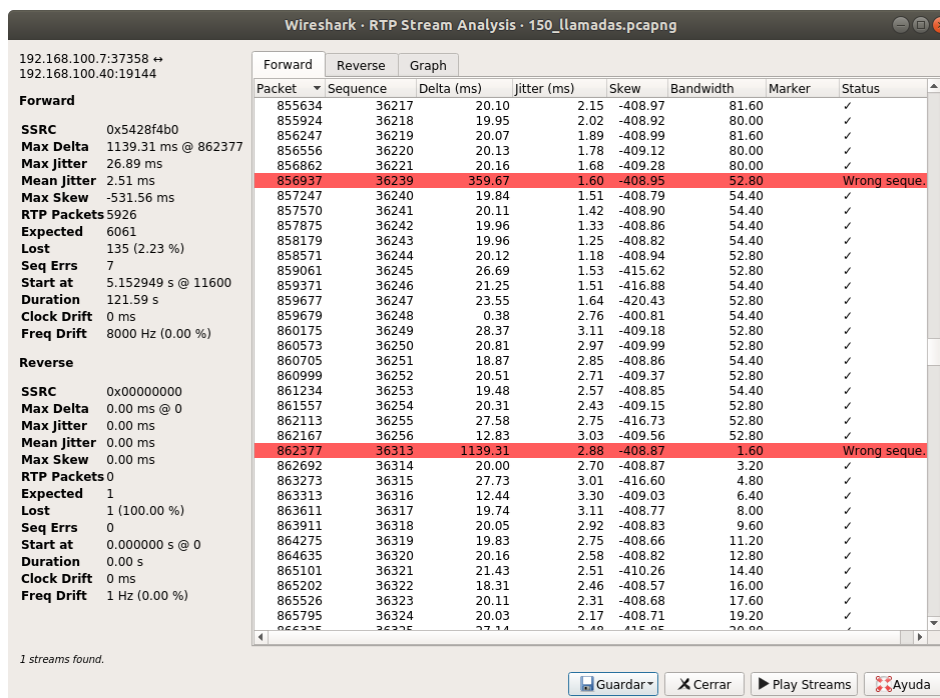 Wireshark · RTP Stream Analysis · 150_llamadas.pcapng
192.168.100.7:37358 ↔
192.168.100.40:19144
Forward
SSRC 0x5428f4b0
Max Delta 1139.31 ms @ 862377
Max Jitter 26.89 ms
Mean Jitter 2.51 ms
Max Skew -531.56 ms
RTP Packets 5926
Expected 6061
Lost 135 (2.23 %)
Seq Errs 7
Start at 5.152949 s @ 11600
Duration 121.59 s
Clock Drift 0 ms
Freq Drift 8000 Hz (0.00 %)
Reverse
SSRC 0x00000000
Max Delta 0.00 ms @ 0
Max Jitter 0.00 ms
Mean Jitter 0.00 ms
Max Skew 0.00 ms
RTP Packets 0
Expected 1
Lost 1 (100.00 %)
Seq Errs 0
Start at 0.000000 s @ 0
Duration 0.00 s
Clock Drift 0 ms
Freq Drift 1 Hz (0.00 %)
1 streams found.
Forward Reverse Graph
Packet Sequence Delta (ms) Jitter (ms) Skew Bandwidth Marker Status
855634 36217 20.10 2.15 -408.97 81.60 ✓
855924 36218 19.95 2.02 -408.92 80.00 ✓
856247 36219 20.07 1.89 -408.99 81.60 ✓
856556 36220 20.13 1.78 -409.12 80.00 ✓
856862 36221 20.16 1.68 -409.28 80.00 ✓
856937 36239 359.67 1.60 -408.95 52.80 Wrong seque.
857247 36240 19.84 1.51 -408.79 54.40 ✓
857570 36241 20.11 1.42 -408.90 54.40 ✓
857875 36242 19.96 1.33 -408.86 54.40 ✓
858179 36243 19.96 1.25 -408.82 54.40 ✓
858571 36244 20.12 1.18 -408.94 52.80 ✓
859061 36245 26.69 1.53 -415.62 54.40 ✓
859371 36246 21.25 1.51 -416.88 54.40 ✓
859677 36247 23.55 1.64 -420.43 52.80 ✓
859679 36248 0.38 2.76 -400.81 54.40 ✓
860175 36249 28.37 3.11 -409.18 52.80 ✓
860573 36250 20.81 2.97 -409.99 52.80 ✓
860705 36251 18.87 2.85 -408.86 54.40 ✓
860999 36252 20.51 2.71 -409.37 52.80 ✓
861234 36253 19.48 2.57 -408.85 54.40 ✓
861557 36254 20.31 2.43 -409.15 52.80 ✓
862113 36255 27.58 2.75 -416.73 52.80 ✓
862167 36256 12.83 3.03 -409.56 52.80 ✓
862377 36313 1139.31 2.88 -408.87 1.60 Wrong seque.
862692 36314 20.00 2.70 -408.87 3.20 ✓
863273 36315 27.73 3.01 -416.60 4.80 ✓
863313 36316 12.44 3.30 -409.03 6.40 ✓
863611 36317 19.74 3.11 -408.77 8.00 ✓
863911 36318 20.05 2.92 -408.83 9.60 ✓
864275 36319 19.83 2.75 -408.66 11.20 ✓
864635 36320 20.16 2.58 -408.82 12.80 ✓
865101 36321 21.43 2.51 -410.26 14.40 ✓
865202 36322 18.31 2.46 -408.57 16.00 ✓
865526 36323 20.11 2.31 -408.68 17.60 ✓
865795 36324 20.03 2.17 -408.71 19.20 ✓
Guardar Cerrar Play Streams Ayuda